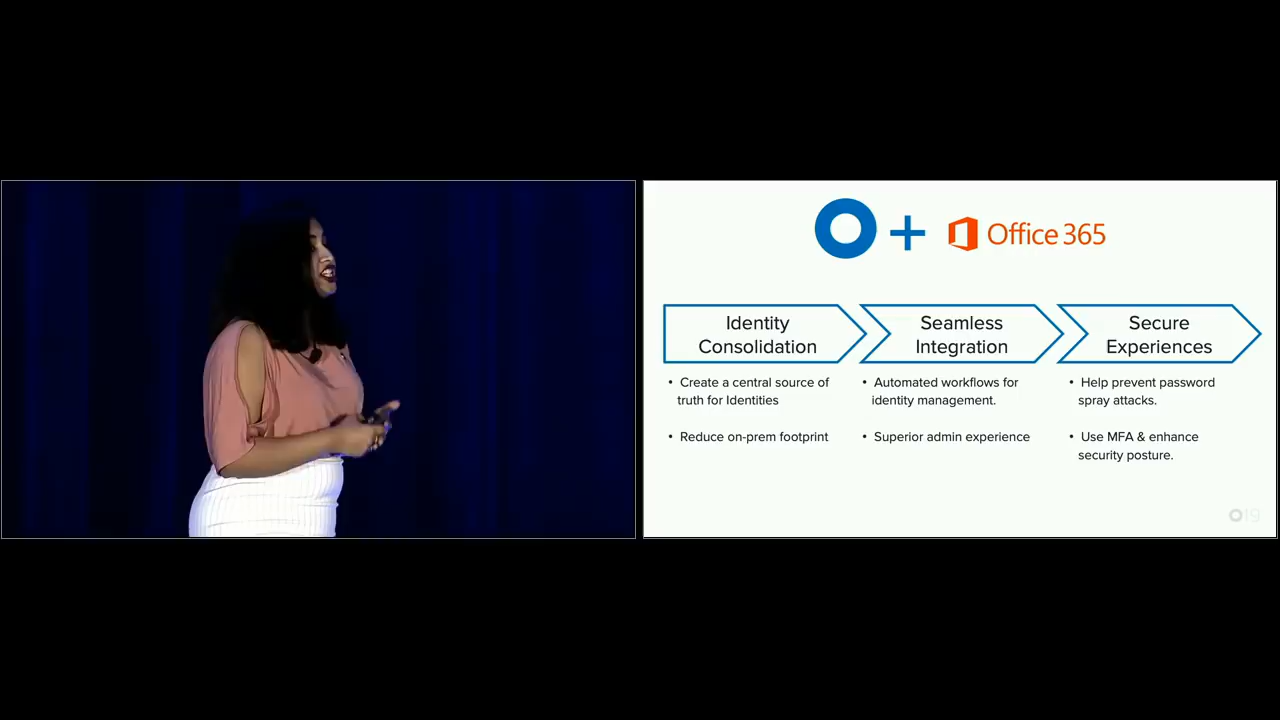 + Office 365
Identity
Consolidation
Seamless
Integration
Secure
Experiences
• Create a central source of
truth for Identities
• Reduce on-prem footprint
• Automated workflows for
identity management.
• Superior admin experience
• Help prevent password
spray attacks.
• Use MFA & enhance
security posture.
O19